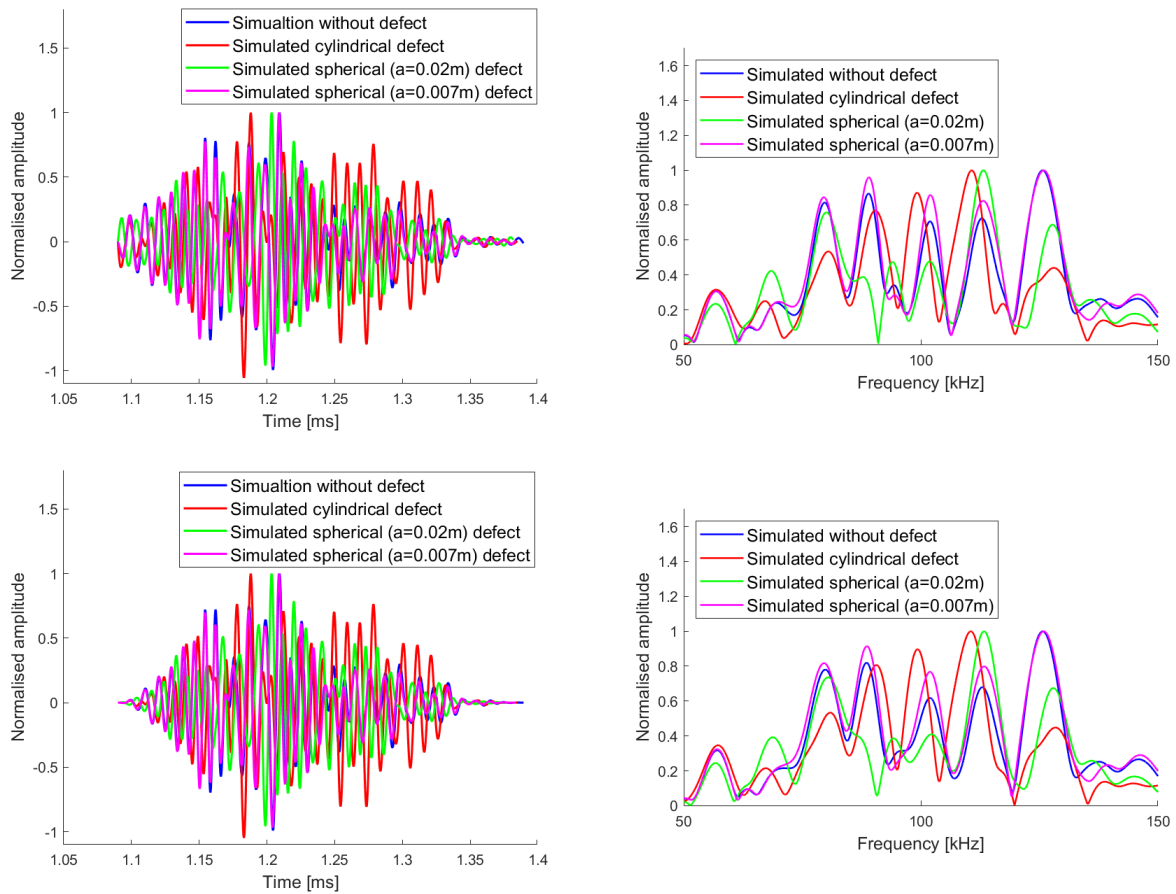 Simualtion without defect
Simulated cylindrical defect
Simulated spherical (a=0.02m) defect
Simulated spherical (a=0.007m) defect
1.5
1
0.5
0
-0.5
-1
Normalised amplitude
1.05
1.1
1.15
1.2
1.25
1.3
1.35
1.4
Time [ms]
Simulated without defect
Simulated cylindrical defect
Simulated spherical (a=0.02m)
Simulated spherical (a=0.007m)
1.6
1.4
1.2
1
0.8
0.6
0.4
0.2
0
Normalised amplitude
50
100
150
Frequency [kHz]
Simualtion without defect
Simulated cylindrical defect
Simulated spherical (a=0.02m) defect
Simulated spherical (a=0.007m) defect
1.5
1
0.5
0
-0.5
-1
Normalised amplitude
1.05
1.1
1.15
1.2
1.25
1.3
1.35
1.4
Time [ms]
Simulated without defect
Simulated cylindrical defect
Simulated spherical (a=0.02m)
Simulated spherical (a=0.007m)
1.6
1.4
1.2
1
0.8
0.6
0.4
0.2
0
Normalised amplitude
50
100
150
Frequency [kHz]